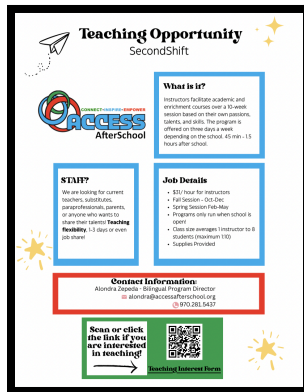 Teaching Opportunity
SecondShift
CONNECT•INSPIRE•EMPOWER
ACCESS
AfterSchool
What is it?
Instructors facilitate academic and
enrichment courses over a 10-week
session based on their own passions,
talents, and skills. The program is
offered on three days a week
depending on the school. 45 min - 1.5
hours after school.
STAFF?
We are looking for current
teachers, substitutes,
paraprofessionals, parents,
or anyone who wants to
share their talents! Teaching
flexibility, 1-3 days or even
job share!
Job Details
• $31/ hour for instructors
• Fall Session - Oct-Dec
• Spring Session Feb-May
• Programs only run when school is
open!
• Class size averages 1 instructor to 8
students (maximum 1:10)
• Supplies Provided
Contact Information:
Alondra Zepeda - Bilingual Program Director
alondra@accessafterschool.org
970.281.5437
Scan or click
the link if you
are interested
in teaching!
Teaching Interest Form